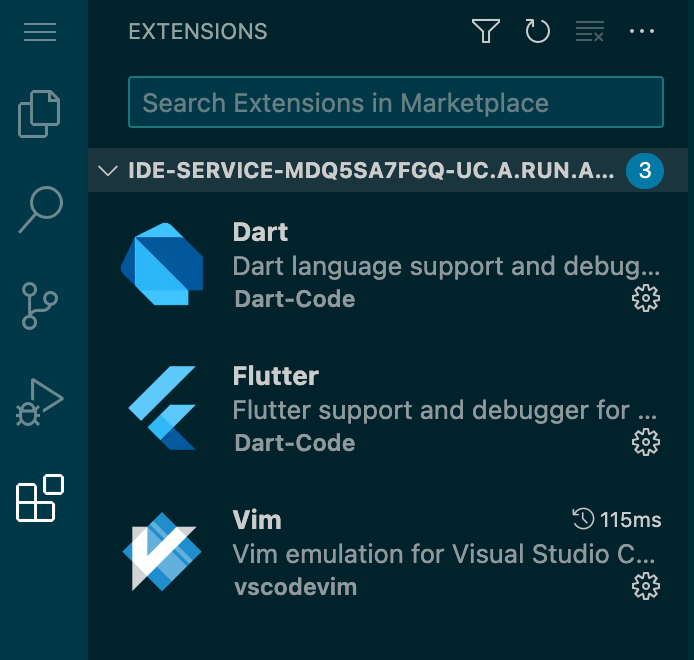 EXTENSIONS
Search Extensions in Marketplace
IDE-SERVICE-MDQ5SA7FGQ-UC.A.RUN.A... 3
Dart
Dart language support and debug...
Dart-Code
Flutter
Flutter support and debugger for ...
Dart-Code
Vim 115ms
Vim emulation for Visual Studio C...
vscodevim